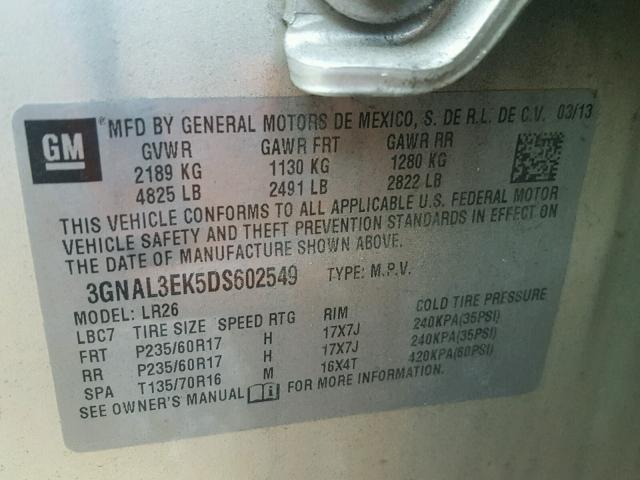 GM ® MFD BY GENERAL MOTORS DE MEXICO, S. DE R.L. DE C.V. 03/13
GVWR GAWR FRT GAWR RR
2189 KG 1130 KG 1280 KG
4825 LB 2491 LB 2822 LB
THIS VEHICLE CONFORMS TO ALL APPLICABLE U.S. FEDERAL MOTOR
VEHICLE SAFETY AND THEFT PREVENTION STANDARDS IN EFFECT ON
THE DATE OF MANUFACTURE SHOWN ABOVE.
3GNAL3EK5DS602549 TYPE: M.P.V.
MODEL: LR26
LBC7 TIRE SIZE SPEED RTG RIM COLD TIRE PRESSURE
FRT P235/60R17 H 17X7J 240KPA(35PSI)
RR P235/60R17 H 17X7J 240KPA(35PSI)
SPA T135/70R16 M 16X4T 420KPA(60PSI)
SEE OWNER'S MANUAL FOR MORE INFORMATION.